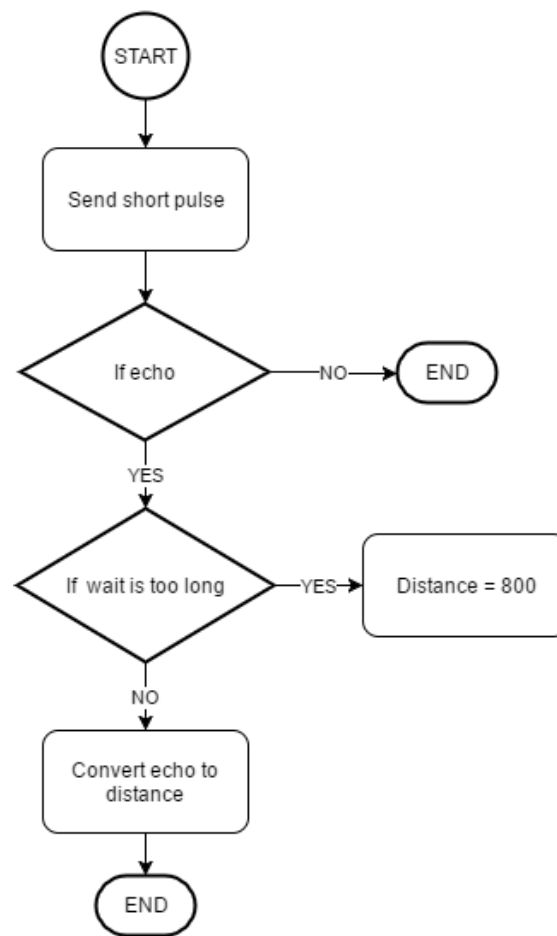 START
Send short pulse
If echo
NO
END
YES
If wait is too long
YES
Distance = 800
NO
Convert echo to
distance
END